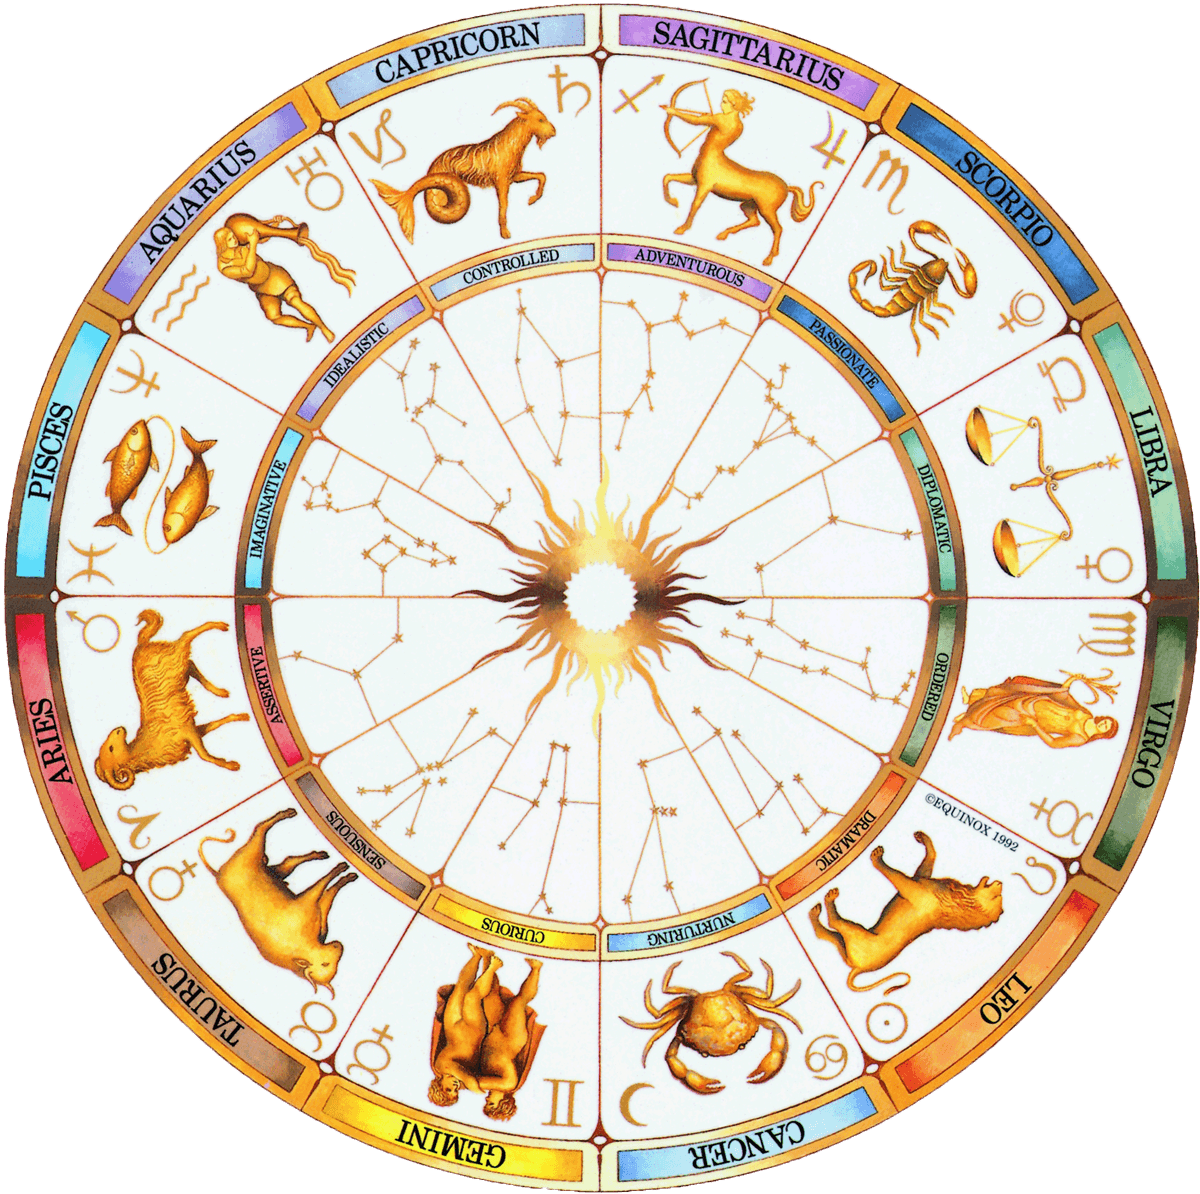 CAPRICORN
SAGITTARIUS
SCORPIO
LIBRA
VIRGO
LEO
CANCER
GEMINI
TAURUS
ARIES
PISCES
AQUARIUS
CONTROLLED
ADVENTUROUS
PASSIONATE
DIPLOMATIC
ORDERED
DRAMATIC
NURTURING
CURIOUS
SENSUOUS
ASSERTIVE
IMAGINATIVE
IDEALISTIC
©EQUINOX 1992